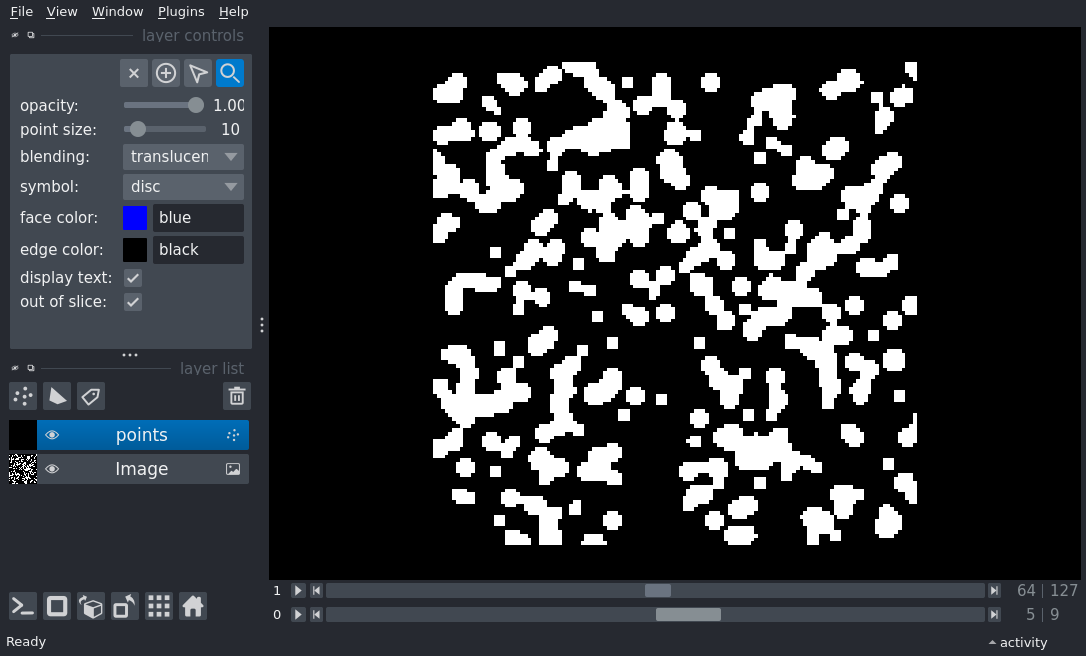 File View Window Plugins Help
layer controls
opacity: 1.00
point size: 10
blending: translucen
symbol: disc
face color: blue
edge color: black
display text:
out of slice:
layer list
points
Image
1 64 | 127
0 5 | 9
Ready activity